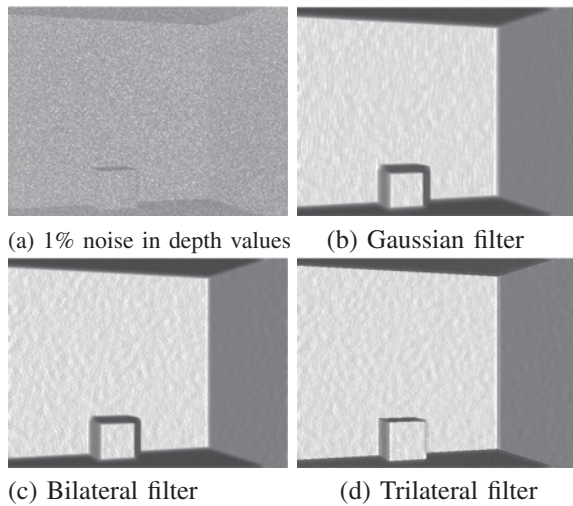 (a) 1% noise in depth values
(b) Gaussian filter
(c) Bilateral filter
(d) Trilateral filter